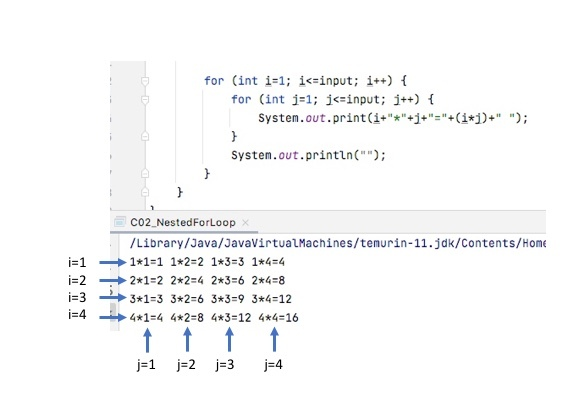 for (int i=1; i<=input; i++) {
for (int j=1; j<=input; j++) {
System.out.print(i+"*"+j+"="+(i*j)+" ");
}
System.out.println("");
}
}
C02_NestedForLoop ×
/Library/Java/JavaVirtualMachines/temurin-11.jdk/Contents/Home
i=1 1*1=1 1*2=2 1*3=3 1*4=4
i=2 2*1=2 2*2=4 2*3=6 2*4=8
i=3 3*1=3 3*2=6 3*3=9 3*4=12
i=4 4*1=4 4*2=8 4*3=12 4*4=16
j=1 j=2 j=3 j=4